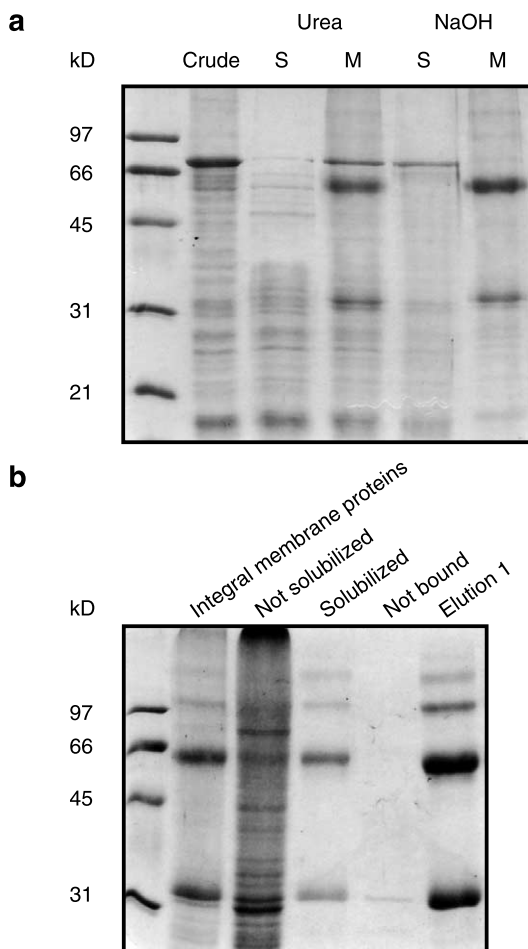 a
Urea NaOH
kD Crude S M S M
97
66
45
31
21
b
kD Integral membrane proteins Not solubilized Solubilized Not bound Elution 1
97
66
45
31